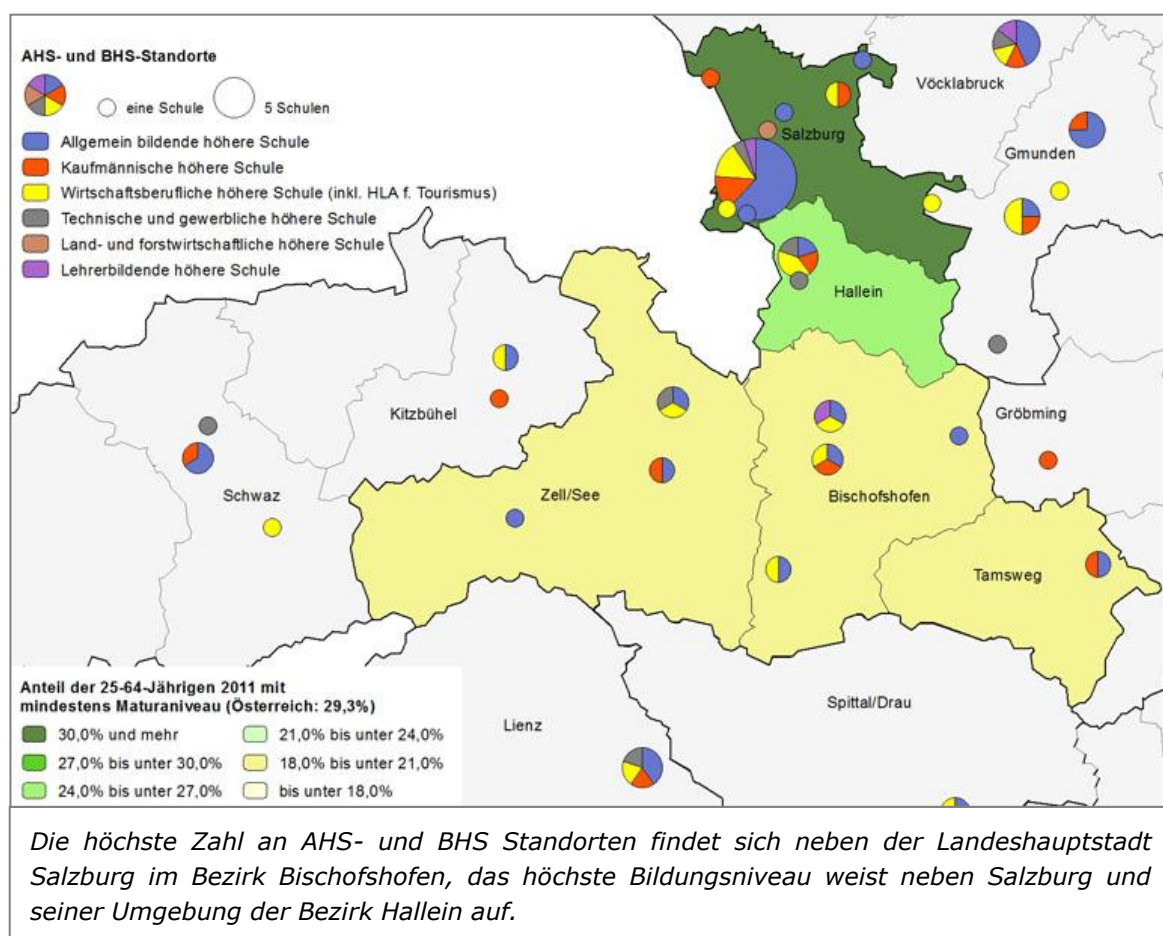 AHS- und BHS-Standorte
eine Schule
5 Schulen
Allgemein bildende höhere Schule
Kaufmännische höhere Schule
Wirtschaftsberufliche höhere Schule (inkl. HLA f. Tourismus)
Technische und gewerbliche höhere Schule
Land- und forstwirtschaftliche höhere Schule
Lehrerbildende höhere Schule
Vöcklabruck
Salzburg
Gmunden
Hallein
Kitzbühel
Gröbming
Schwaz
Zell/See
Bischofshofen
Tamsweg
Spittal/Drau
Lienz
Anteil der 25-64-Jährigen 2011 mit
mindestens Maturaniveau (Österreich: 29,3%)
30,0% und mehr
21,0% bis unter 24,0%
27,0% bis unter 30,0%
18,0% bis unter 21,0%
24,0% bis unter 27,0%
bis unter 18,0%
Die höchste Zahl an AHS- und BHS Standorten findet sich neben der Landeshauptstadt
Salzburg im Bezirk Bischofshofen, das höchste Bildungsniveau weist neben Salzburg und
seiner Umgebung der Bezirk Hallein auf.